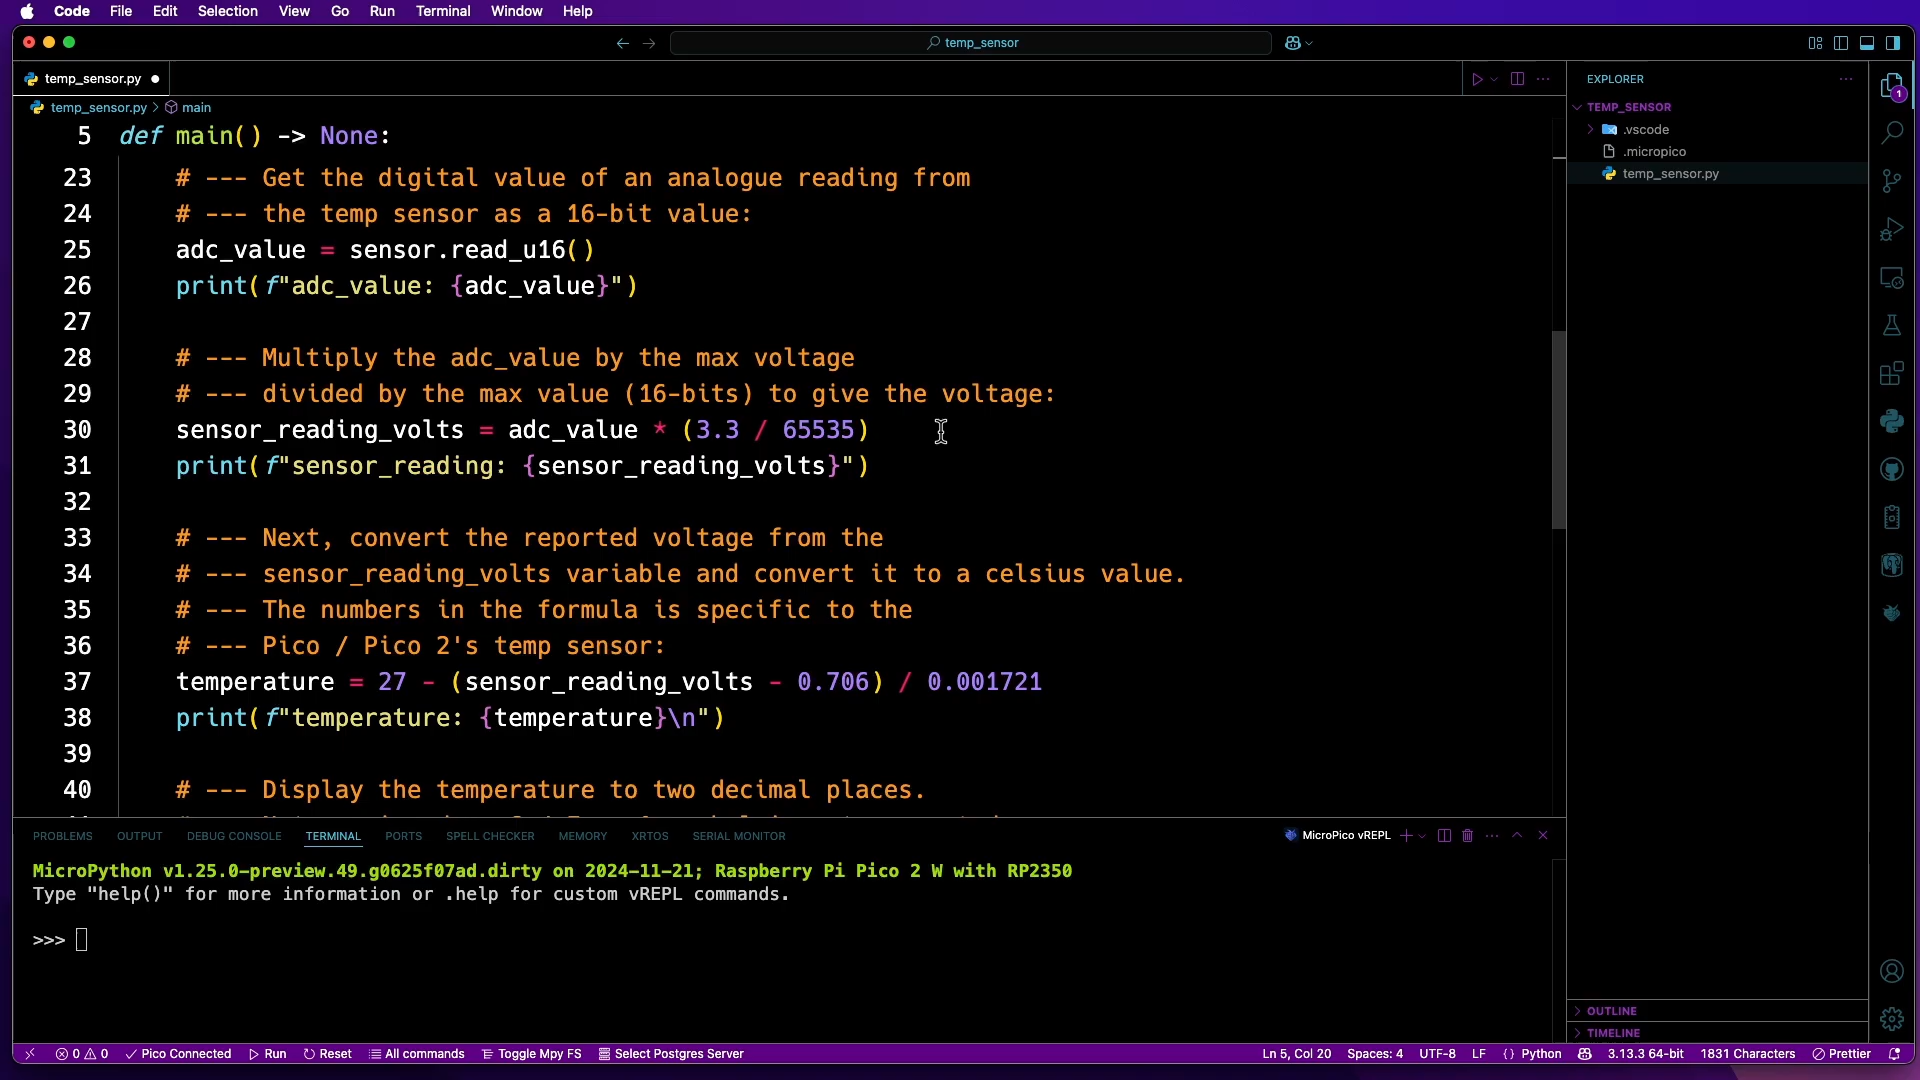 Code File Edit Selection View Go Run Terminal Window Help
temp_sensor
temp_sensor.py
temp_sensor.py > main
5 def main() -> None:
23 # --- Get the digital value of an analogue reading from
24 # --- the temp sensor as a 16-bit value:
25 adc_value = sensor.read_u16()
26 print(f"adc_value: {adc_value}")
27
28 # --- Multiply the adc_value by the max voltage
29 # --- divided by the max value (16-bits) to give the voltage:
30 sensor_reading_volts = adc_value * (3.3 / 65535)
31 print(f"sensor_reading: {sensor_reading_volts}")
32
33 # --- Next, convert the reported voltage from the
34 # --- sensor_reading_volts variable and convert it to a celsius value.
35 # --- The numbers in the formula is specific to the
36 # --- Pico / Pico 2's temp sensor:
37 temperature = 27 - (sensor_reading_volts - 0.706) / 0.001721
38 print(f"temperature: {temperature}\n")
39
40 # --- Display the temperature to two decimal places.
EXPLORER
TEMP_SENSOR
.vscode
.micropico
temp_sensor.py
1
OUTLINE
TIMELINE
PROBLEMS OUTPUT DEBUG CONSOLE TERMINAL PORTS SPELL CHECKER MEMORY XRTOS SERIAL MONITOR MicroPico vREPL
MicroPython v1.25.0-preview.49.g0625f07ad.dirty on 2024-11-21; Raspberry Pi Pico 2 W with RP2350
Type "help()" for more information or .help for custom vREPL commands.
>>>
0 0 Pico Connected Run Reset All commands Toggle Mpy FS Select Postgres Server Ln 5, Col 20 Spaces: 4 UTF-8 LF {} Python 3.13.3 64-bit 1831 Characters Prettier